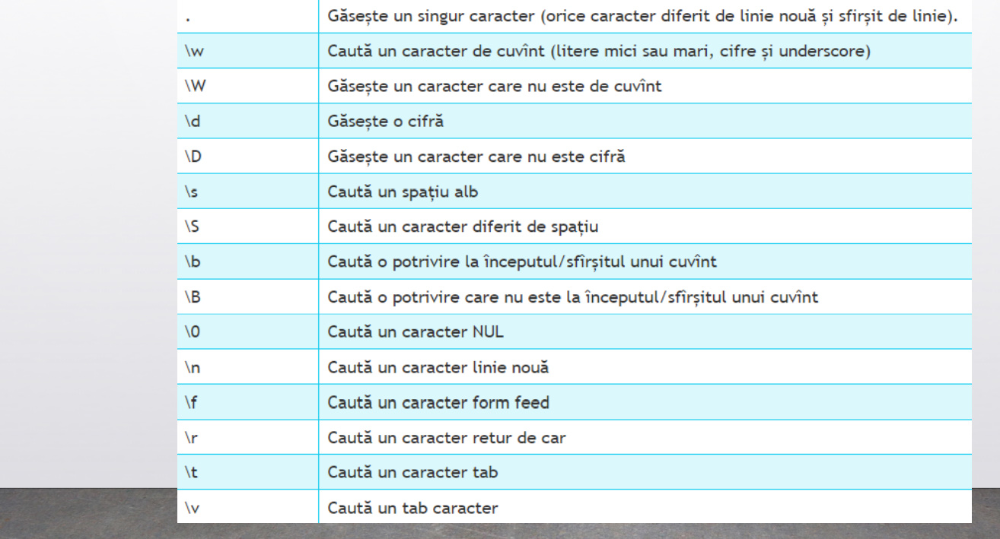 . Găsește un singur caracter (orice caracter diferit de linie nouă și sfirșit de linie).
\w Caută un caracter de cuvînt (litere mici sau mari, cifre și underscore)
\W Găsește un caracter care nu este de cuvînt
\d Găsește o cifră
\D Găsește un caracter care nu este cifră
\s Caută un spațiu alb
\S Caută un caracter diferit de spațiu
\b Caută o potrivire la începutul/sfîrșitul unui cuvînt
\B Caută o potrivire care nu este la începutul/sfîrșitul unui cuvînt
\0 Caută un caracter NUL
\n Caută un caracter linie nouă
\f Caută un caracter form feed
\r Caută un caracter retur de car
\t Caută un caracter tab
\v Caută un tab caracter